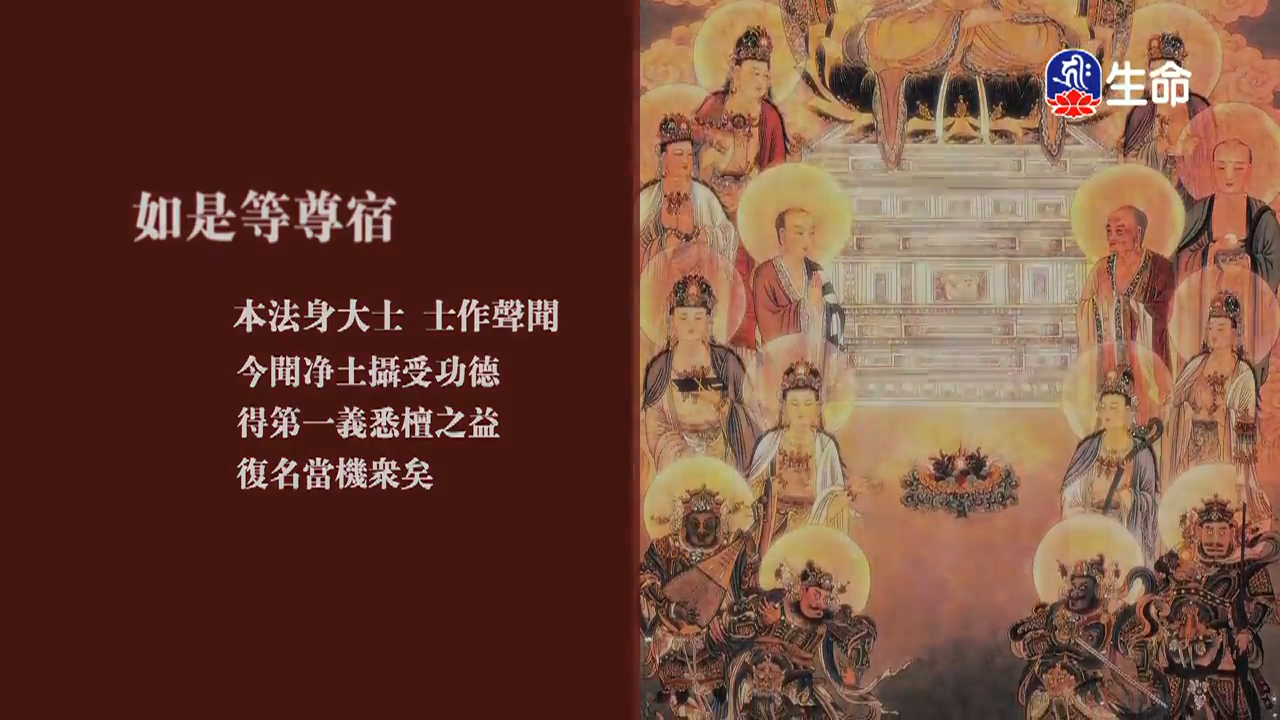 如是等尊宿
本法身大士 士作聲聞
今聞净土攝受功德
得第一義悉檀之益
復名當機衆矣
生命